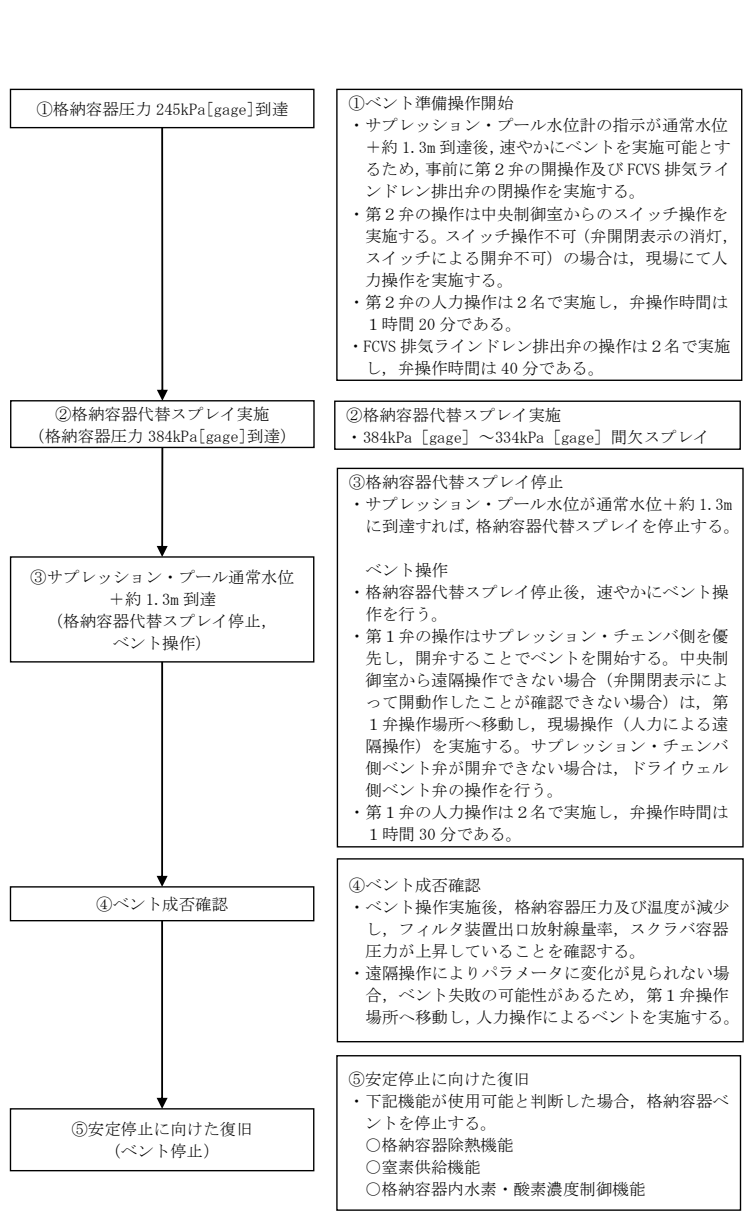 ①格納容器圧力 245kPa[gage]到達
①ベント準備操作開始
・サプレッション・プール水位計の指示が通常水位
＋約 1.3m 到達後，速やかにベントを実施可能とす
るため，事前に第２弁の開操作及び FCVS 排気ライ
ンドレン排出弁の閉操作を実施する。
・第２弁の操作は中央制御室からのスイッチ操作を
実施する。スイッチ操作不可（弁開閉表示の消灯，
スイッチによる開弁不可）の場合は，現場にて人
力操作を実施する。
・第２弁の人力操作は２名で実施し，弁操作時間は
１時間 20 分である。
・FCVS 排気ラインドレン排出弁の操作は２名で実施
し，弁操作時間は 40 分である。
②格納容器代替スプレイ実施
(格納容器圧力 384kPa[gage]到達)
②格納容器代替スプレイ実施
・384kPa［gage］～334kPa［gage］間欠スプレイ
③サプレッション・プール通常水位
＋約 1.3m 到達
(格納容器代替スプレイ停止，
ベント操作)
③格納容器代替スプレイ停止
・サプレッション・プール水位が通常水位＋約 1.3m
に到達すれば，格納容器代替スプレイを停止する。
ベント操作
・格納容器代替スプレイ停止後，速やかにベント操
作を行う。
・第１弁の操作はサプレッション・チェンバ側を優
先し，開弁することでベントを開始する。中央制
御室から遠隔操作できない場合（弁開閉表示によ
って開動作したことが確認できない場合）は，第
１弁操作場所へ移動し，現場操作（人力による遠
隔操作）を実施する。サプレッション・チェンバ
側ベント弁が開弁できない場合は，ドライウェル
側ベント弁の操作を行う。
・第１弁の人力操作は２名で実施し，弁操作時間は
１時間 30 分である。
④ベント成否確認
④ベント成否確認
・ベント操作実施後，格納容器圧力及び温度が減少
し，フィルタ装置出口放射線量率，スクラバ容器
圧力が上昇していることを確認する。
・遠隔操作によりパラメータに変化が見られない場
合，ベント失敗の可能性があるため，第１弁操作
場所へ移動し，人力操作によるベントを実施する。
⑤安定停止に向けた復旧
(ベント停止)
⑤安定停止に向けた復旧
・下記機能が使用可能と判断した場合，格納容器ベ
ントを停止する。
○格納容器除熱機能
○窒素供給機能
○格納容器内水素・酸素濃度制御機能